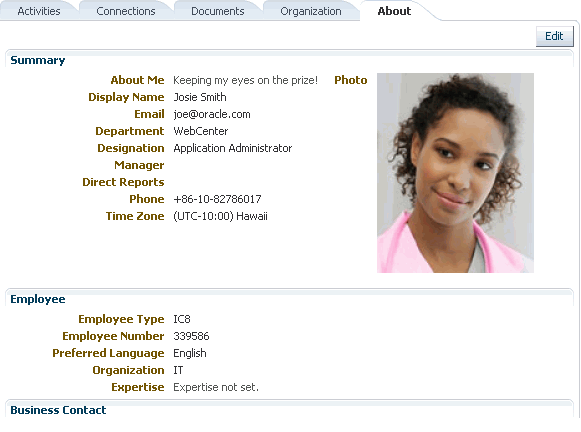 Activities Connections Documents Organization About
Edit
Summary
About Me Keeping my eyes on the prize! Photo
Display Name Josie Smith
Email joe@oracle.com
Department WebCenter
Designation Application Administrator
Manager
Direct Reports
Phone +86-10-82786017
Time Zone (UTC-10:00) Hawaii
Employee
Employee Type IC8
Employee Number 339586
Preferred Language English
Organization IT
Expertise Expertise not set.
Business Contact